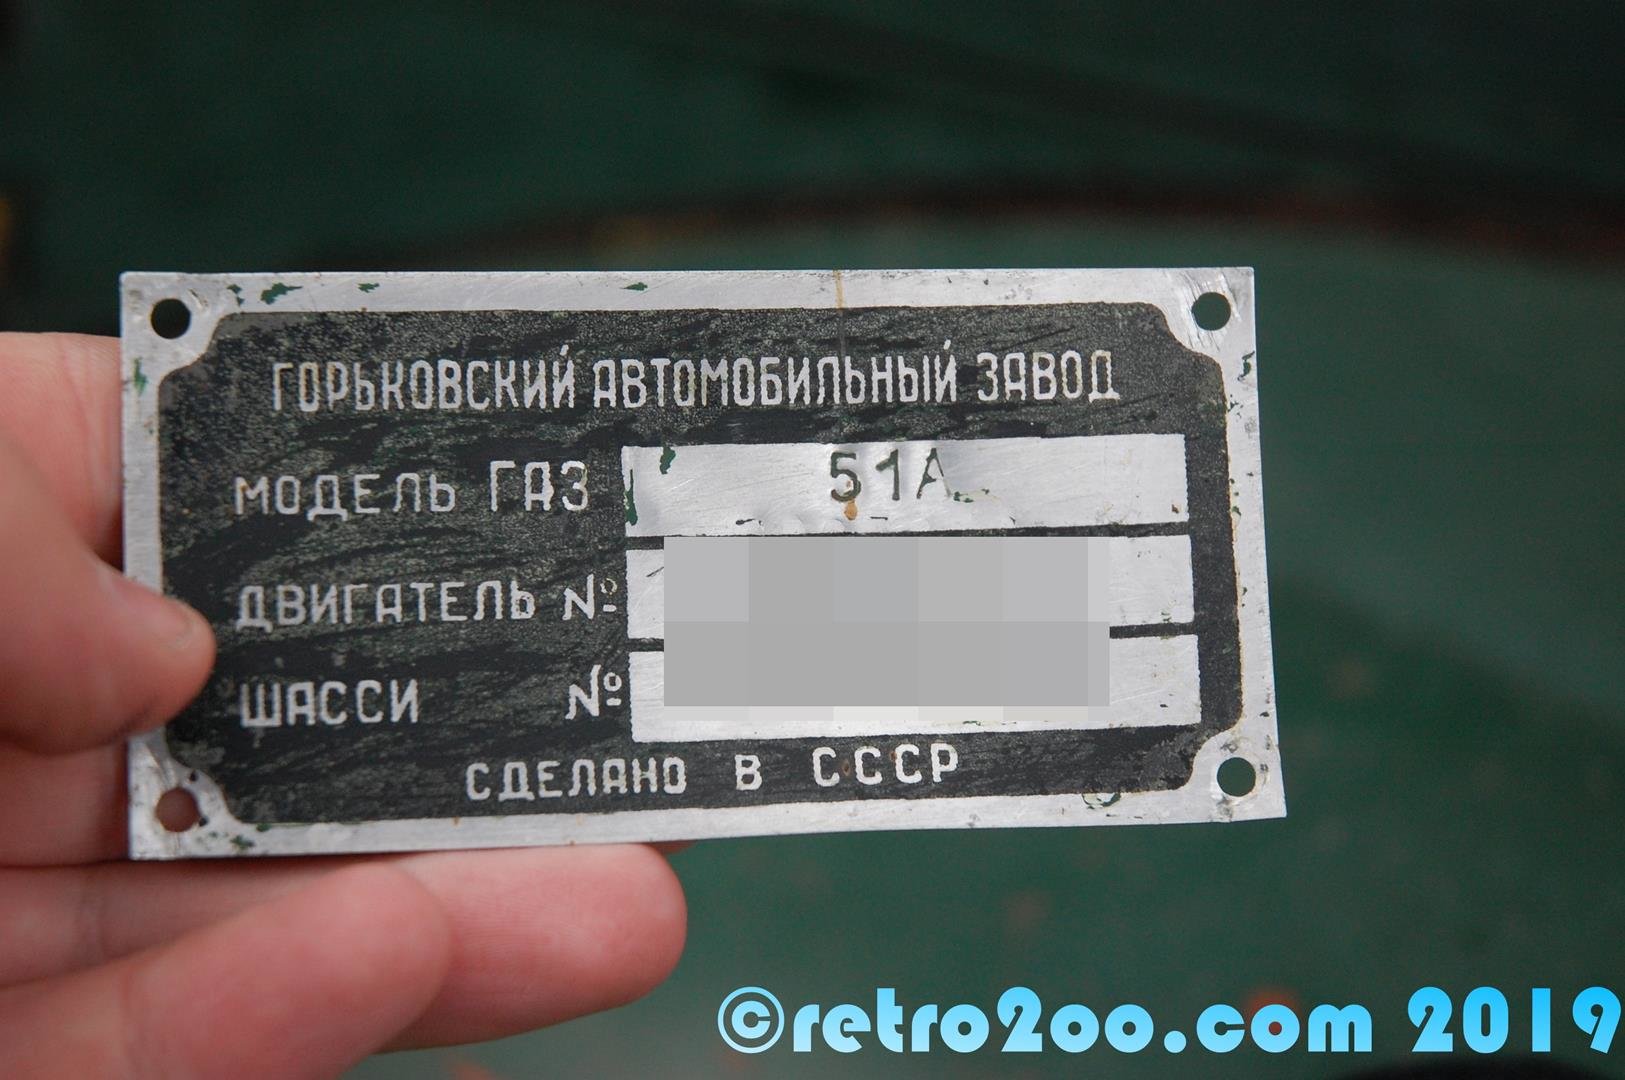 ГОРЬКОВСКИЙ АВТОМОБИЛЬНЫЙ ЗАВОД
МОДЕЛЬ ГАЗ 51А
ДВИГАТЕЛЬ №
ШАССИ №
СДЕЛАНО В СССР
©retro2oo.com 2019